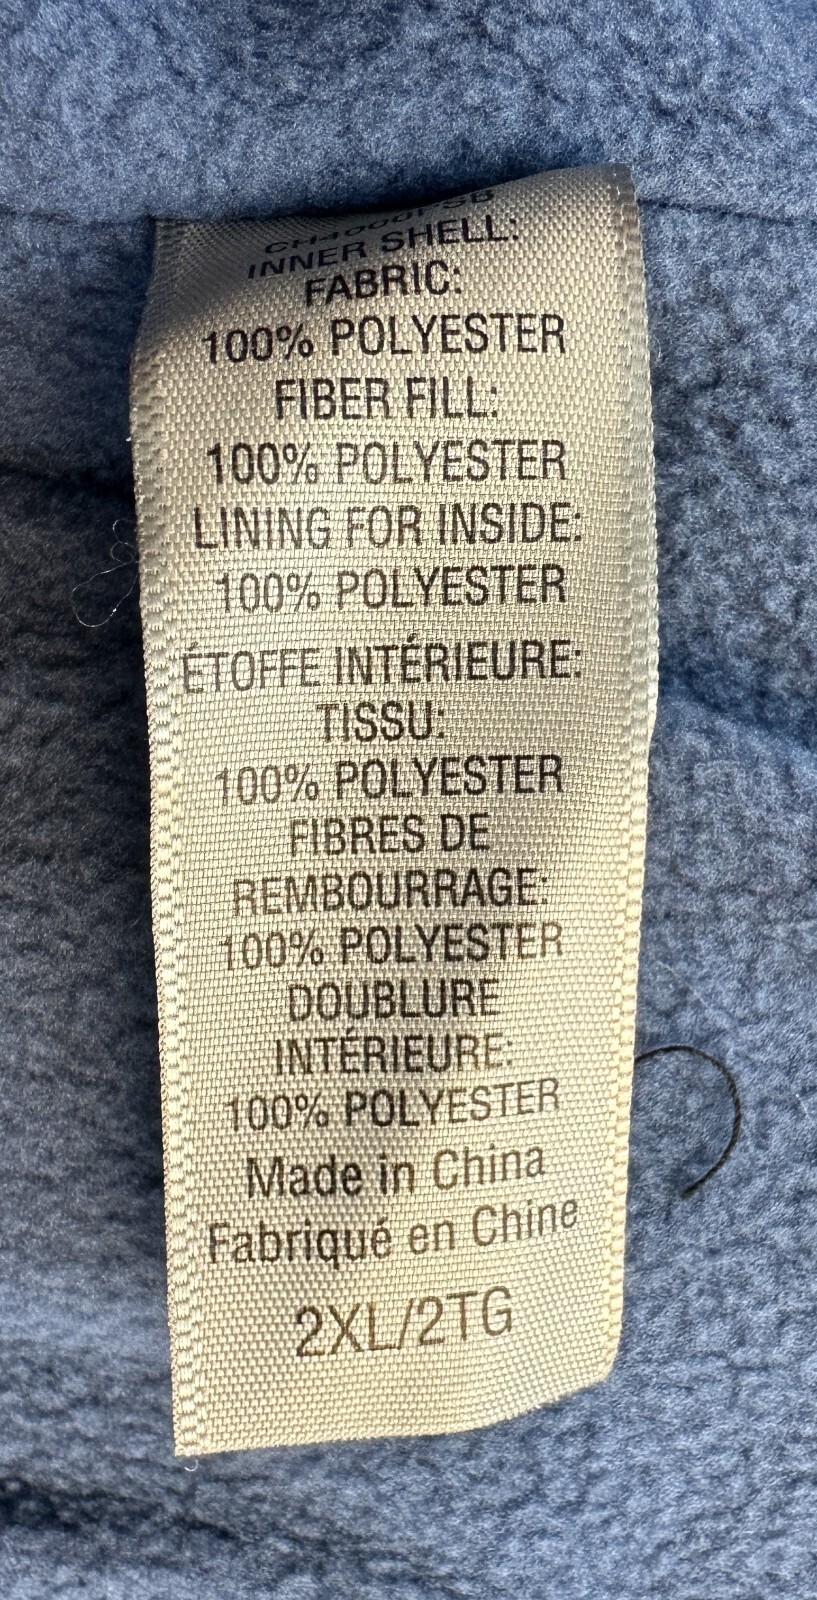 INNER SHELL:
FABRIC:
100% POLYESTER
FIBER FILL:
100% POLYESTER
LINING FOR INSIDE:
100% POLYESTER
ÉTOFFE INTÉRIEURE:
TISSU:
100% POLYESTER
FIBRES DE
REMBOURRAGE:
100% POLYESTER
DOUBLURE
INTÉRIEURE:
100% POLYESTER
Made in China
Fabriqué en Chine
2XL/2TG